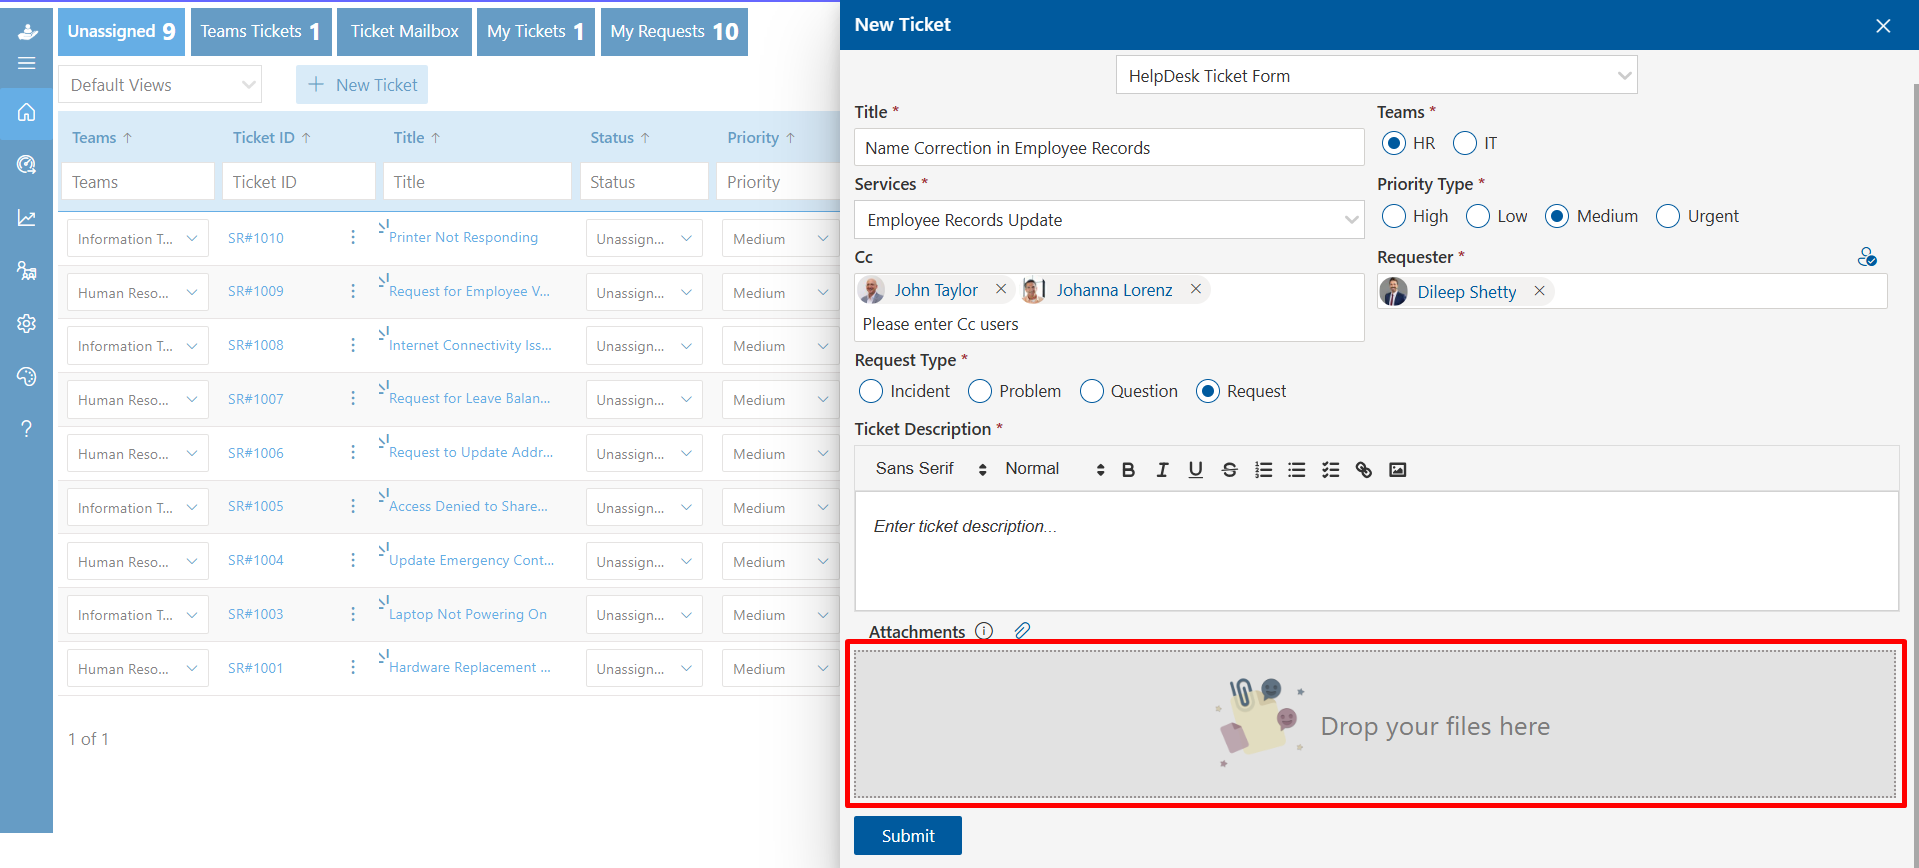 Unassigned 9
Teams Tickets 1
Ticket Mailbox
My Tickets 1
My Requests 10
Default Views
New Ticket
Teams Ticket ID Title Status Priority
Teams Ticket ID Title Status Priority
Information T... SR#1010 Printer Not Responding Unassign... Medium
Human Reso... SR#1009 Request for Employee V... Unassign... Medium
Information T... SR#1008 Internet Connectivity Iss... Unassign... Medium
Human Reso... SR#1007 Request for Leave Balan... Unassign... Medium
Human Reso... SR#1006 Request to Update Addr... Unassign... Medium
Information T... SR#1005 Access Denied to Share... Unassign... Medium
Human Reso... SR#1004 Update Emergency Cont... Unassign... Medium
Information T... SR#1003 Laptop Not Powering On Unassign... Medium
Human Reso... SR#1001 Hardware Replacement ... Unassign... Medium
1 of 1
New Ticket
HelpDesk Ticket Form
Title *
Name Correction in Employee Records
Teams *
HR IT
Services *
Employee Records Update
Priority Type *
High Low Medium Urgent
Cc
John Taylor Johanna Lorenz
Please enter Cc users
Requester *
Dileep Shetty
Request Type *
Incident Problem Question Request
Ticket Description *
Sans Serif Normal
Enter ticket description...
Attachments
Drop your files here
Submit